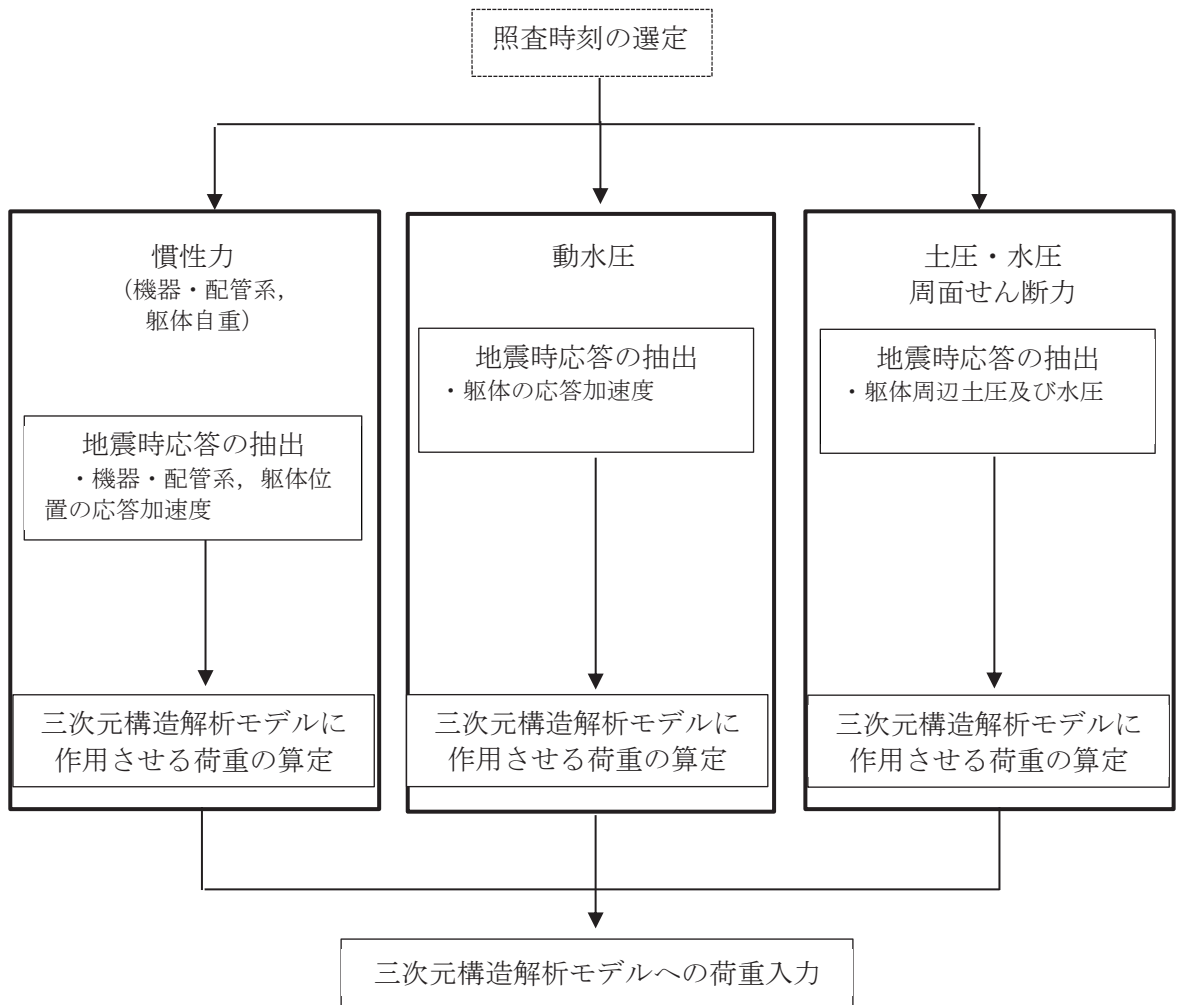 照査時刻の選定
慣性力
（機器・配管系，
躯体自重）
地震時応答の抽出
・機器・配管系，躯体位
置の応答加速度
三次元構造解析モデルに
作用させる荷重の算定
動水圧
地震時応答の抽出
・躯体の応答加速度
三次元構造解析モデルに
作用させる荷重の算定
土圧・水圧
周面せん断力
地震時応答の抽出
・躯体周辺土圧及び水圧
三次元構造解析モデルに
作用させる荷重の算定
三次元構造解析モデルへの荷重入力